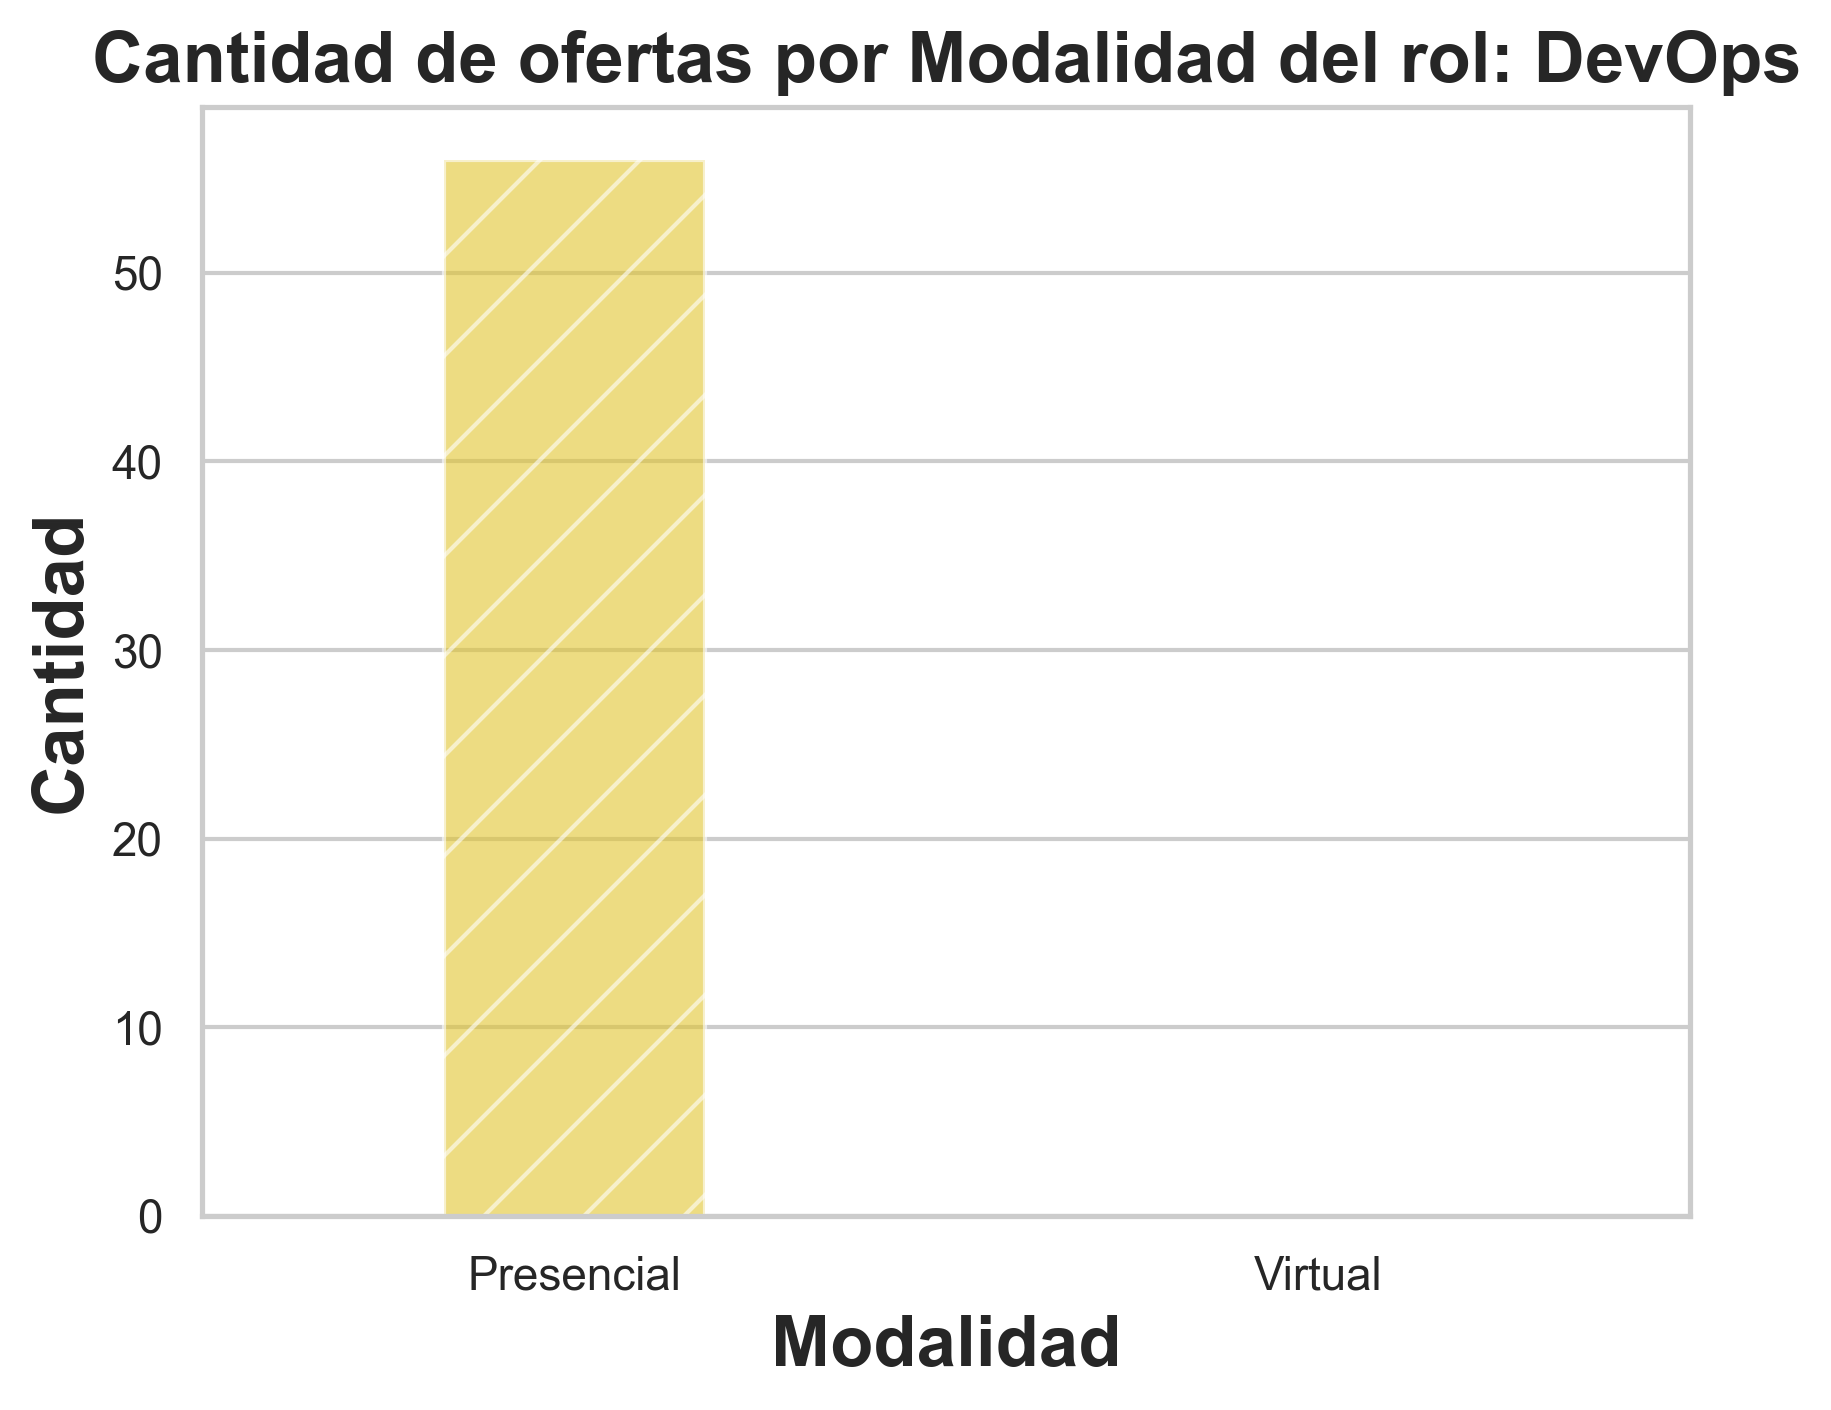 Cantidad de ofertas por Modalidad del rol: DevOps
Cantidad
50
40
30
20
10
0
Presencial
Virtual
Modalidad